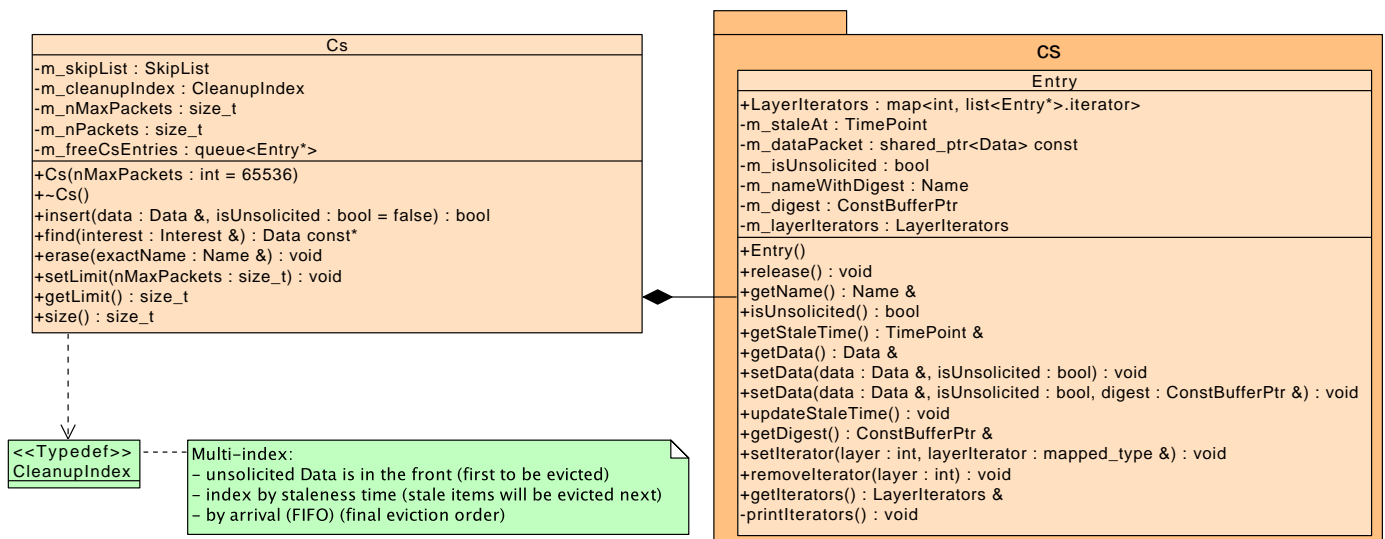 Cs
-m_skipList : SkipList
-m_cleanupIndex : CleanupIndex
-m_nMaxPackets : size_t
-m_nPackets : size_t
-m_freeCsEntries : queue<Entry*>
+Cs(nMaxPackets : int = 65536)
+~Cs()
+insert(data : Data &, isUnsolicited : bool = false) : bool
+find(interest : Interest &) : Data const*
+erase(exactName : Name &) : void
+setLimit(nMaxPackets : size_t) : void
+getLimit() : size_t
+size() : size_t
<<Typedef>>
CleanupIndex
Multi-index:
- unsolicited Data is in the front (first to be evicted)
- index by staleness time (stale items will be evicted next)
- by arrival (FIFO) (final eviction order)
cs
Entry
+LayerIterators : map<int, list<Entry*>.iterator>
-m_staleAt : TimePoint
-m_dataPacket : shared_ptr<Data> const
-m_isUnsolicited : bool
-m_nameWithDigest : Name
-m_digest : ConstBufferPtr
-m_layerIterators : LayerIterators
+Entry()
+release() : void
+getName() : Name &
+isUnsolicited() : bool
+getStaleTime() : TimePoint &
+getData() : Data &
+setData(data : Data &, isUnsolicited : bool) : void
+setData(data : Data &, isUnsolicited : bool, digest : ConstBufferPtr &) : void
+updateStaleTime() : void
+getDigest() : ConstBufferPtr &
+setIterator(layer : int, layerIterator : mapped_type &) : void
+removeIterator(layer : int) : void
+getIterators() : LayerIterators &
-printIterators() : void